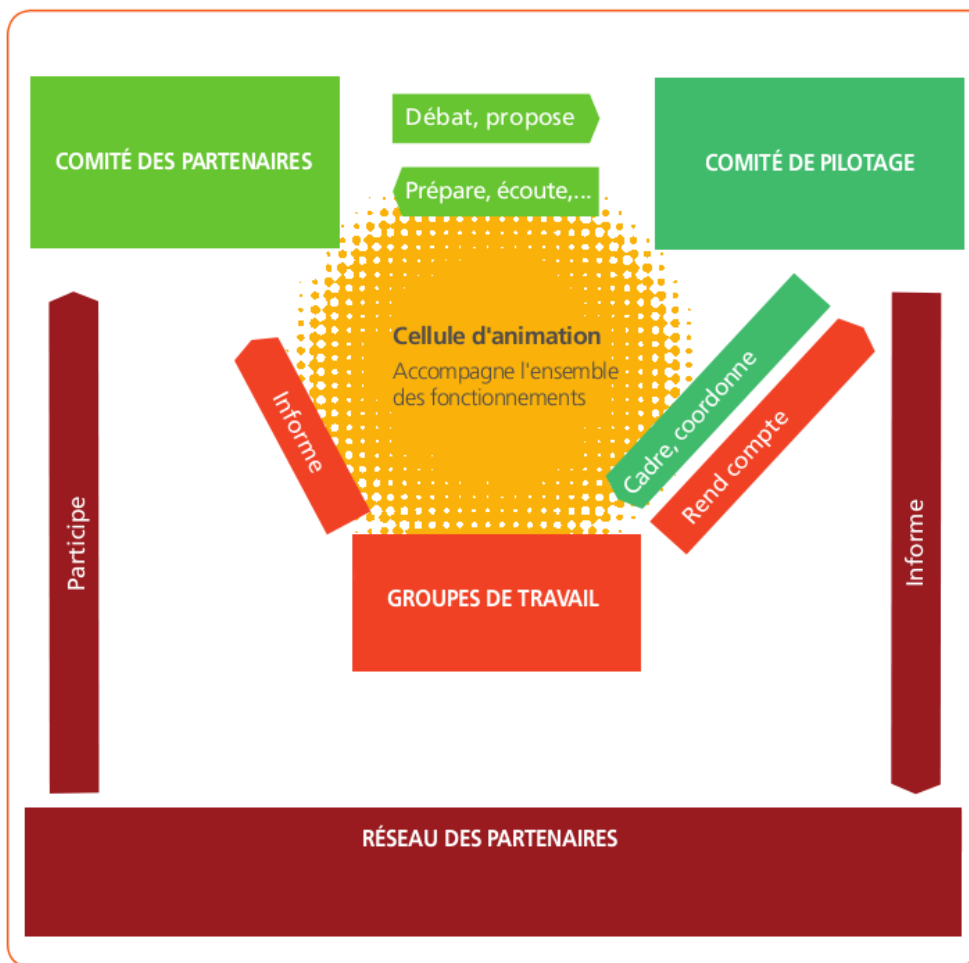 Débat, propose
COMITÉ DES PARTENAIRES
COMITÉ DE PILOTAGE
Prépare, écoute,...
Cellule d'animation
Accompagne l'ensemble
des fonctionnements
Informe
Cadre, coordonne
Rend compte
Participe
Informe
GROUPES DE TRAVAIL
RÉSEAU DES PARTENAIRES